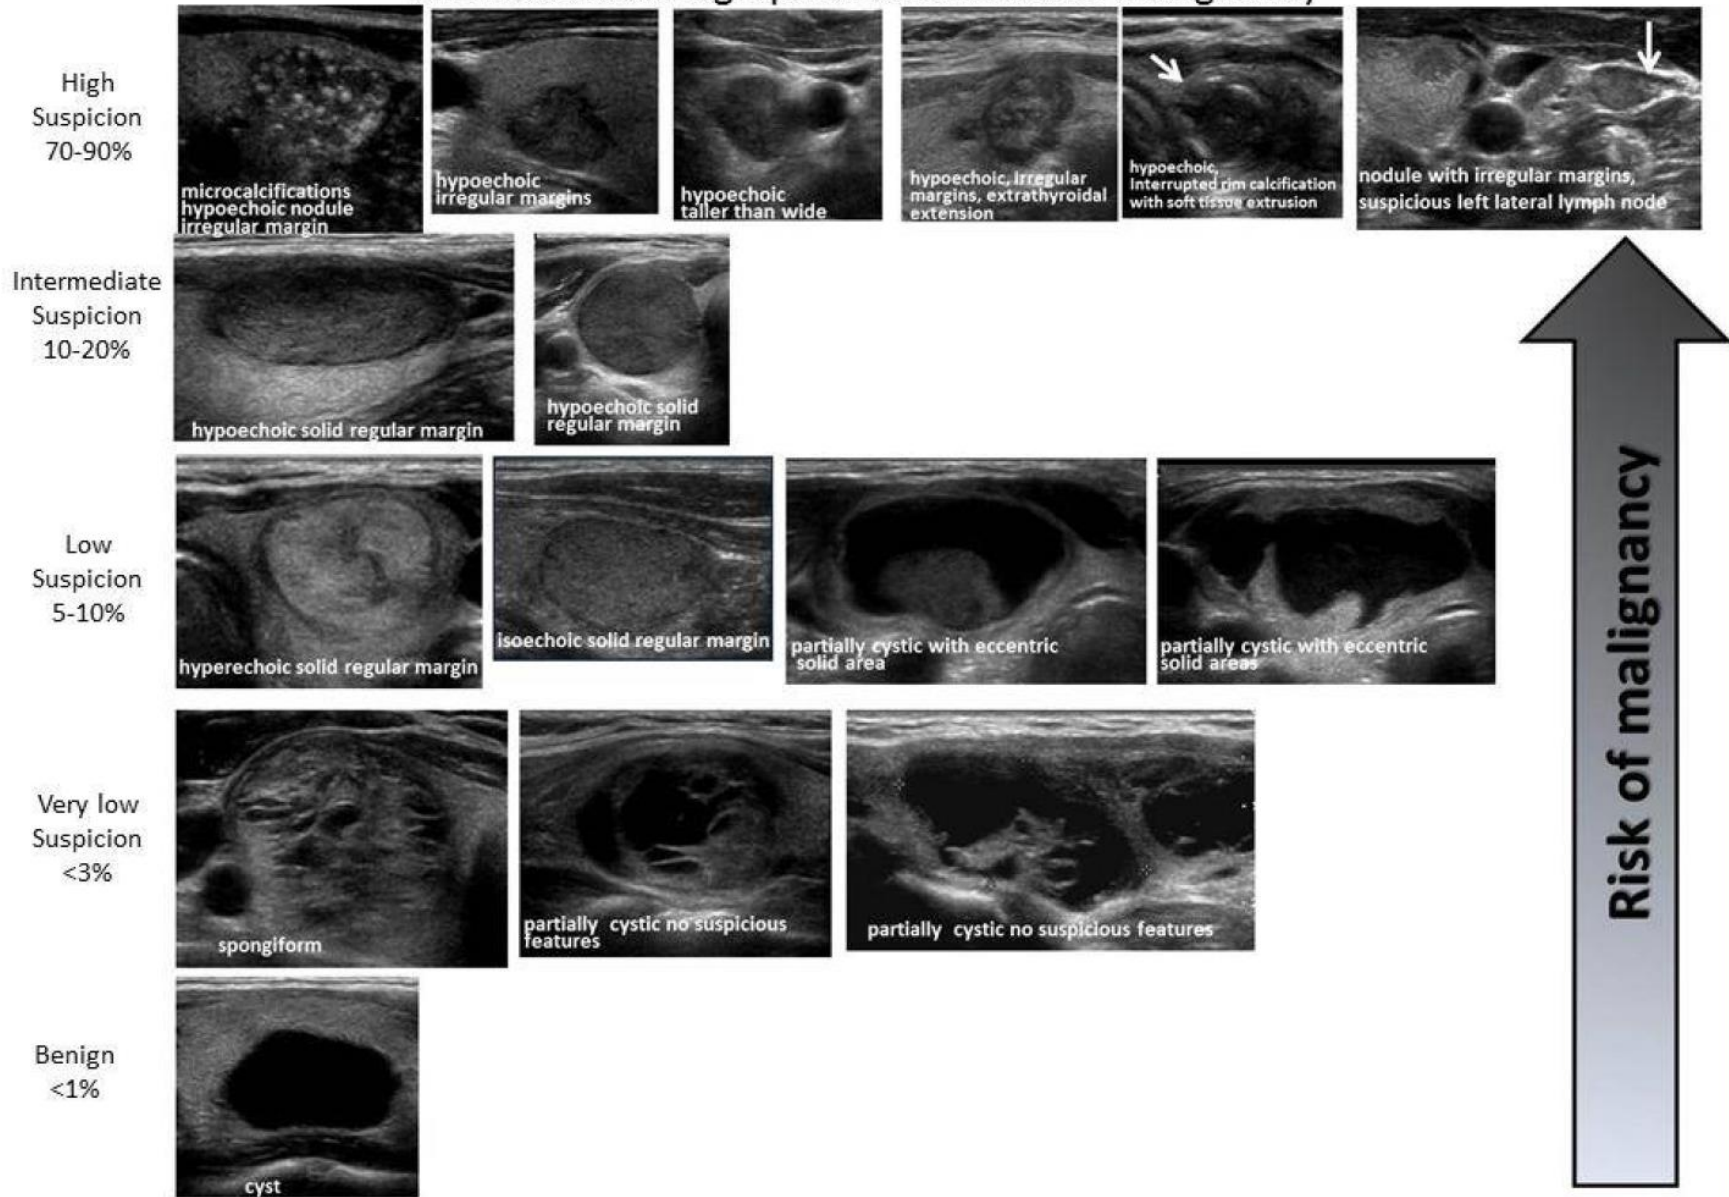 High
Suspicion
70-90%
microcalcifications
hypoechoic nodule
irregular margin
hypoechoic
irregular margins
hypoechoic
taller than wide
hypoechoic, irregular
margins, extrathyroidal
extension
hypoechoic,
Interrupted rim calcification
with soft tissue extrusion
nodule with irregular margins,
suspicious left lateral lymph node
Intermediate
Suspicion
10-20%
hypoechoic solid regular margin
hypoechoic solid
regular margin
Low
Suspicion
5-10%
hyperechoic solid regular margin
isoechoic solid regular margin
partially cystic with eccentric
solid area
partially cystic with eccentric
solid areas
Very low
Suspicion
<3%
spongiform
partially cystic no suspicious
features
partially cystic no suspicious features
Benign
<1%
cyst
Risk of malignancy